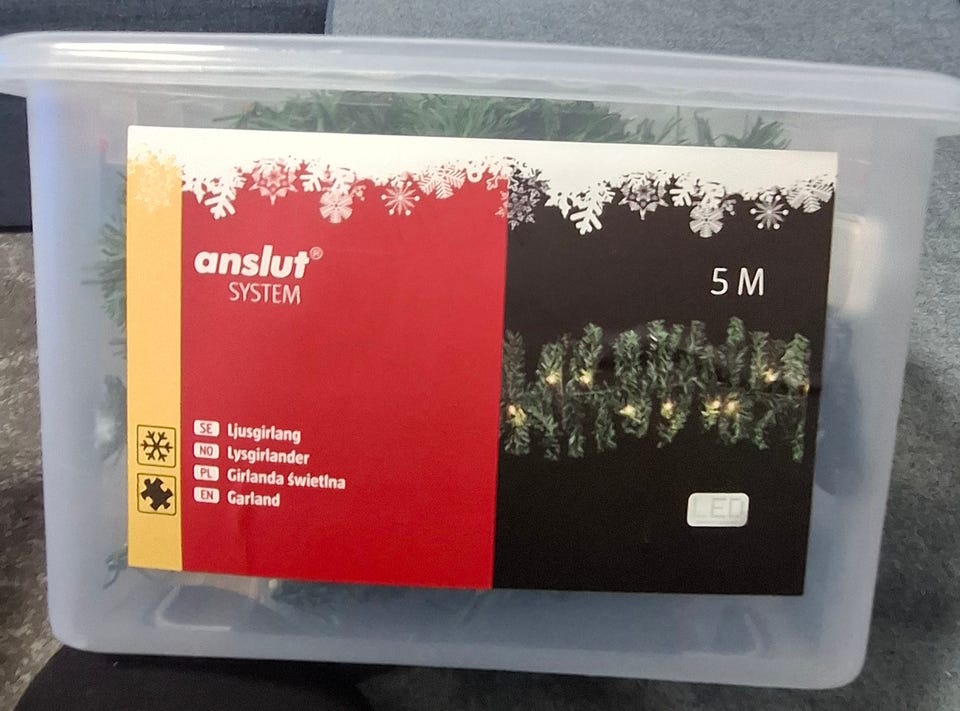 anslut®
SYSTEM
5 M
SE Ljusgirlang
NO Lysgirlander
PL Girlanda świetlna
EN Garland
LED